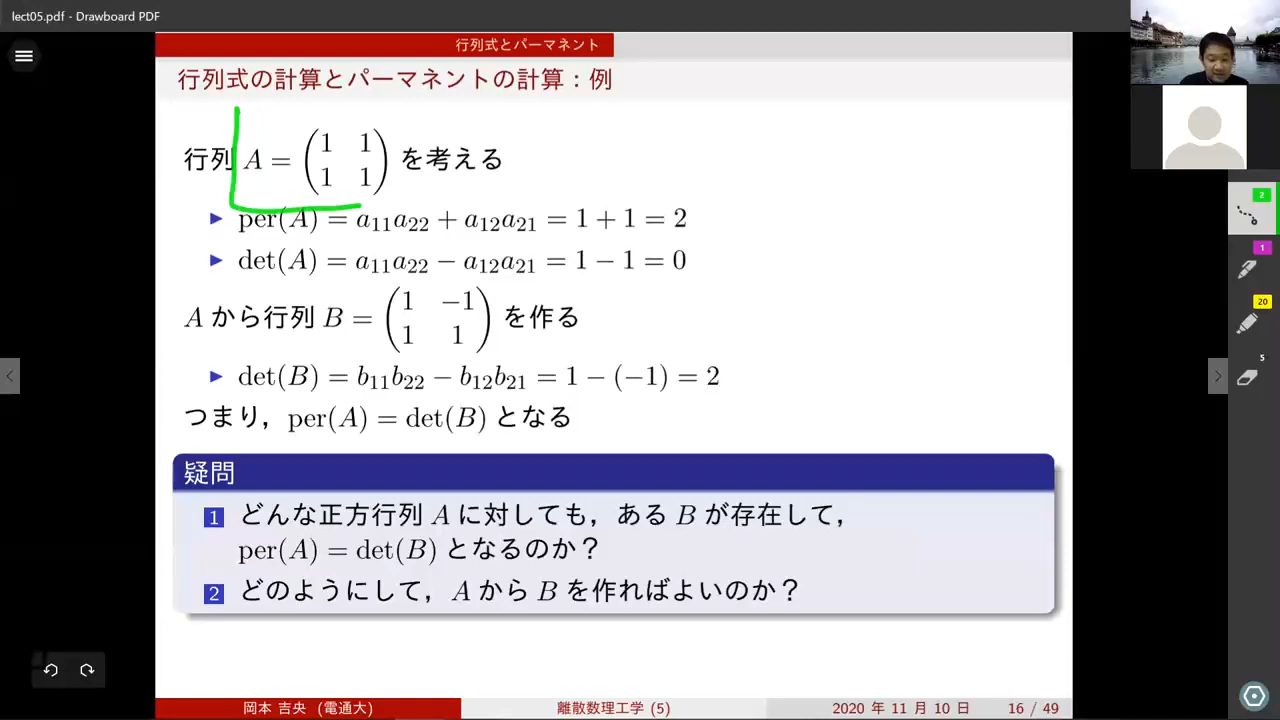 lect05.pdf - Drawboard PDF
行列式とパーマネント
行列式の計算とパーマネントの計算：例
行列 A = (1 1
1 1) を考える
▶ per(A) = a₁₁a₂₂ + a₁₂a₂₁ = 1 + 1 = 2
▶ det(A) = a₁₁a₂₂ − a₁₂a₂₁ = 1 − 1 = 0
A から行列 B = (1 −1
1 1) を作る
▶ det(B) = b₁₁b₂₂ − b₁₂b₂₁ = 1 − (−1) = 2
つまり，per(A) = det(B) となる
疑問
1 どんな正方行列 A に対しても，ある B が存在して，
per(A) = det(B) となるのか？
2 どのようにして，A から B を作ればよいのか？
岡本 吉央 (電通大) 離散数理工学 (5) 2020 年 11 月 10 日 16 / 49
2
1
20
5